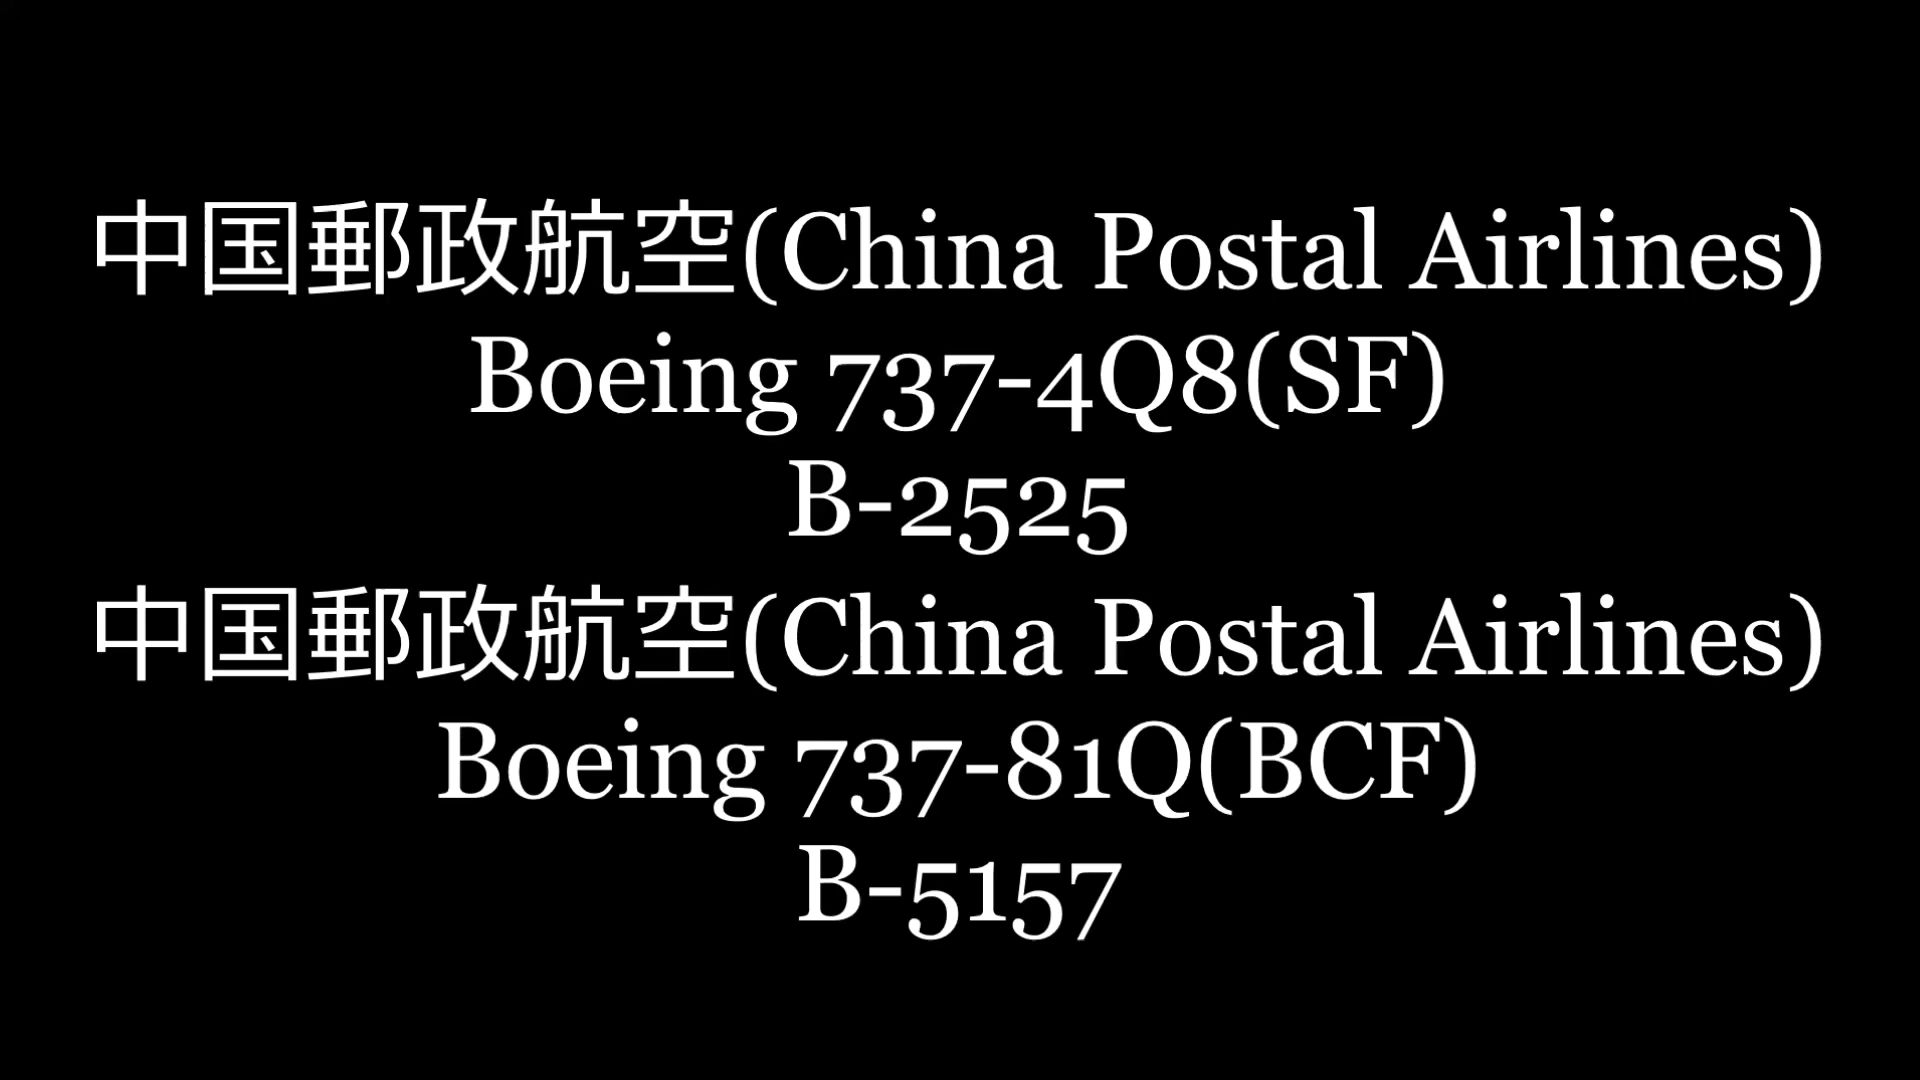 中国郵政航空(China Postal Airlines)
Boeing 737-4Q8(SF)
B-2525
中国郵政航空(China Postal Airlines)
Boeing 737-81Q(BCF)
B-5157